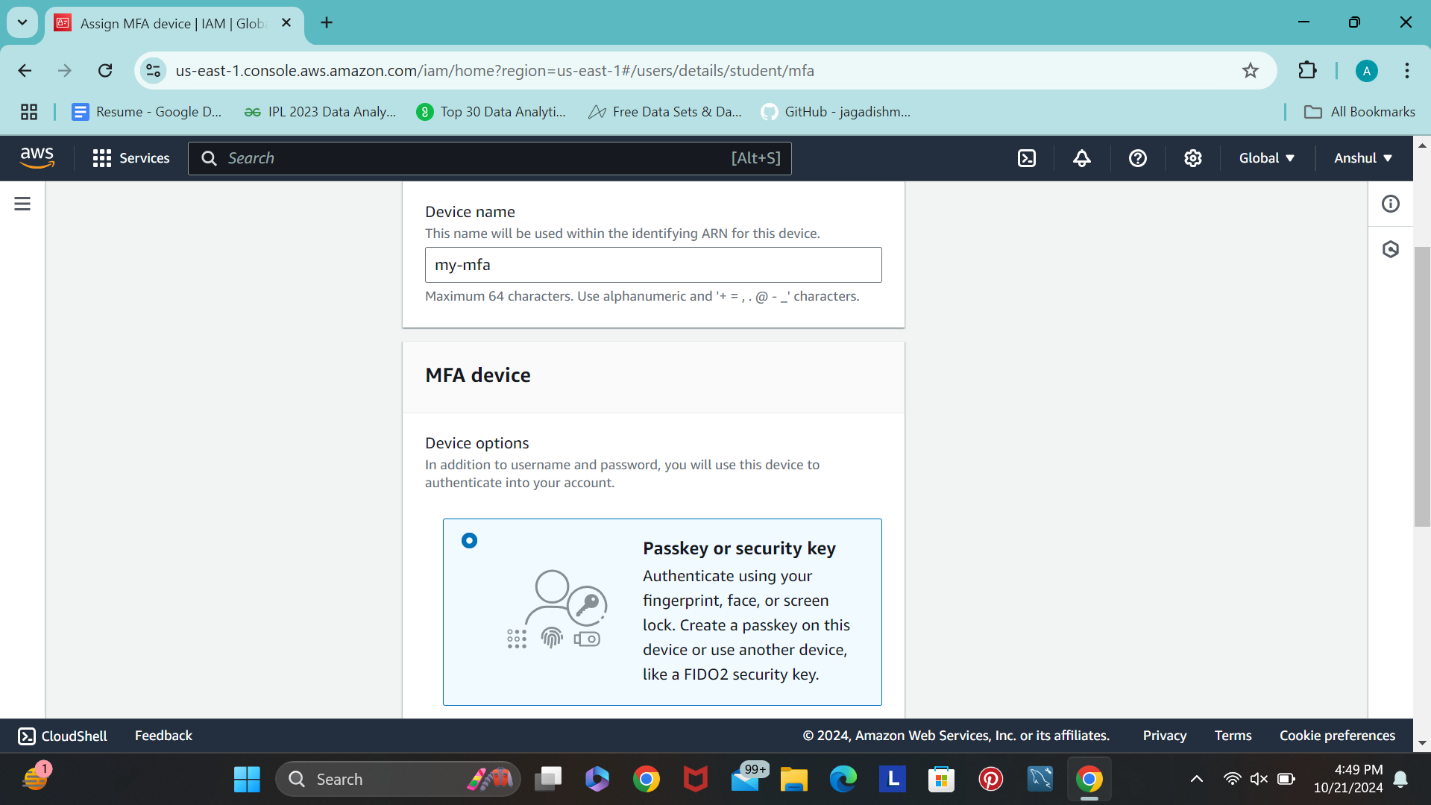 Assign MFA device | IAM | Glob
us-east-1.console.aws.amazon.com/iam/home?region=us-east-1#/users/details/student/mfa
A
Resume - Google D...
IPL 2023 Data Analy...
Top 30 Data Analyti...
Free Data Sets & Da...
GitHub - jagadishm...
All Bookmarks
aws
Services
Search
[Alt+S]
Global
Anshul
Device name
This name will be used within the identifying ARN for this device.
my-mfa
Maximum 64 characters. Use alphanumeric and '+ = , . @ - _' characters.
MFA device
Device options
In addition to username and password, you will use this device to
authenticate into your account.
Passkey or security key
Authenticate using your
fingerprint, face, or screen
lock. Create a passkey on this
device or use another device,
like a FIDO2 security key.
CloudShell
Feedback
© 2024, Amazon Web Services, Inc. or its affiliates.
Privacy
Terms
Cookie preferences
1
Search
99+
L
4:49 PM
10/21/2024